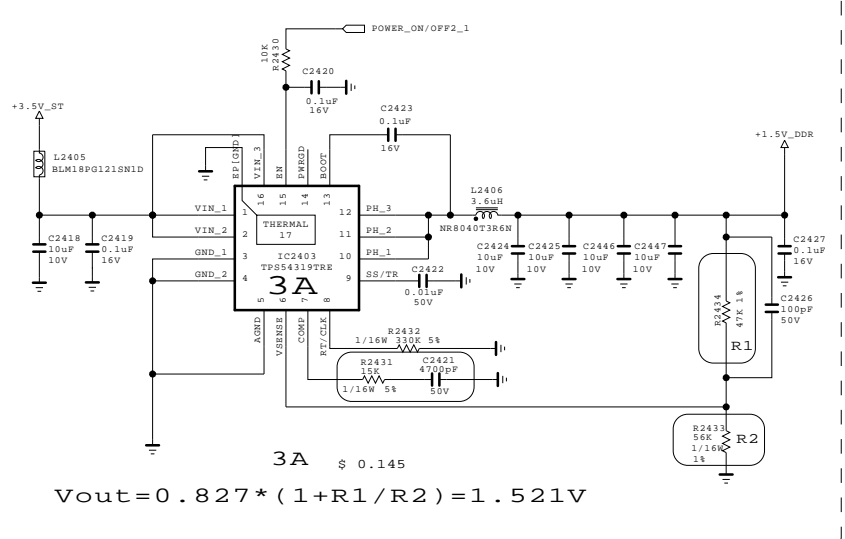 POWER_ON/OFF2_1
10K
R2430
C2420
0.1uF
16V
C2423
0.1uF
16V
+3.5V_ST
+1.5V_DDR
L2405
BLM18PG121SN1D
EP[GND]
VIN_3
EN
PWRGD
BOOT
16
15
14
13
VIN_1
1
VIN_2
2
GND_1
3
GND_2
4
THERMAL
17
IC2403
TPS54319TRE
3A
12
PH_3
11
PH_2
10
PH_1
9
SS/TR
5
6
7
8
AGND
VSENSE
COMP
RT/CLK
L2406
3.6uH
NR8040T3R6N
C2418
10uF
10V
C2419
0.1uF
16V
C2422
0.01uF
50V
C2424
10uF
10V
C2425
10uF
10V
C2446
10uF
10V
C2447
10uF
10V
C2427
0.1uF
16V
R2434
47K 1%
R1
C2426
100pF
50V
R2432
1/16W 330K 5%
R2431
15K
1/16W 5%
C2421
4700pF
50V
R2433
56K
1/16W
1%
R2
3A
$ 0.145
Vout=0.827*(1+R1/R2)=1.521V